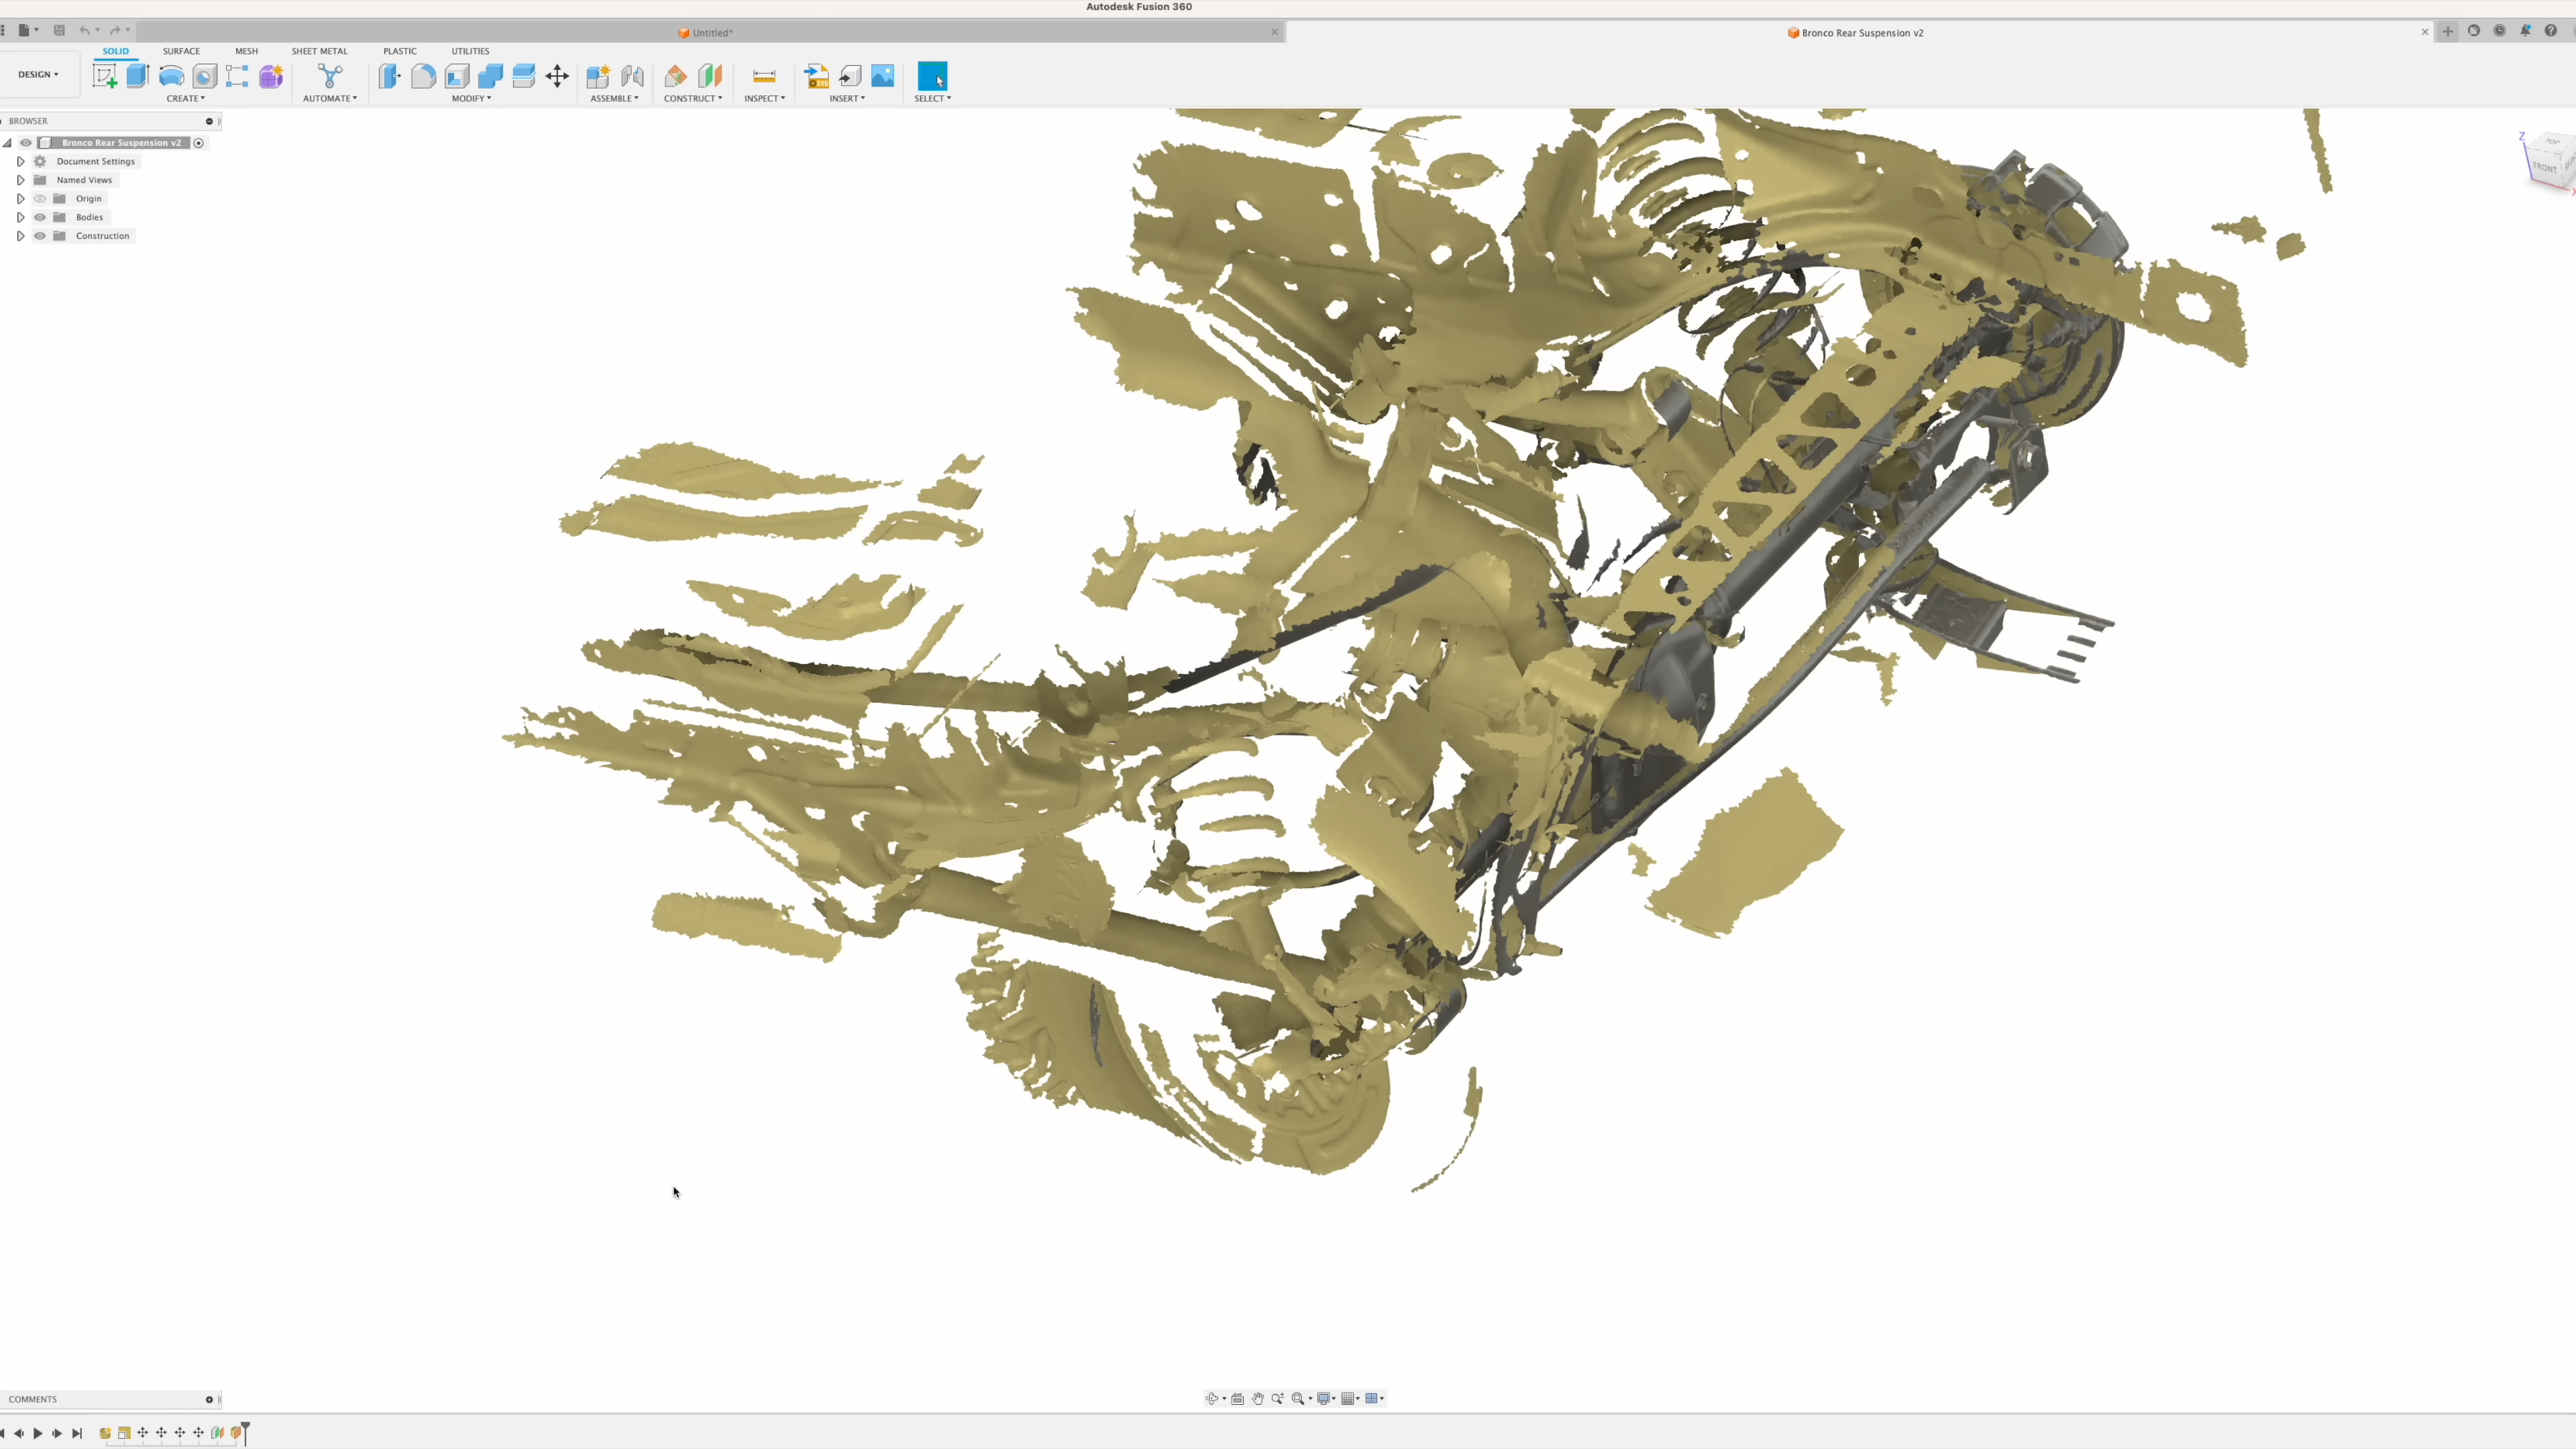 Autodesk Fusion 360
Untitled*
Bronco Rear Suspension v2
SOLID SURFACE MESH SHEET METAL PLASTIC UTILITIES
DESIGN
CREATE AUTOMATE MODIFY ASSEMBLE CONSTRUCT INSPECT INSERT SELECT
BROWSER
Bronco Rear Suspension v2
Document Settings
Named Views
Origin
Bodies
Construction
Z
TOP
FRONT
COMMENTS